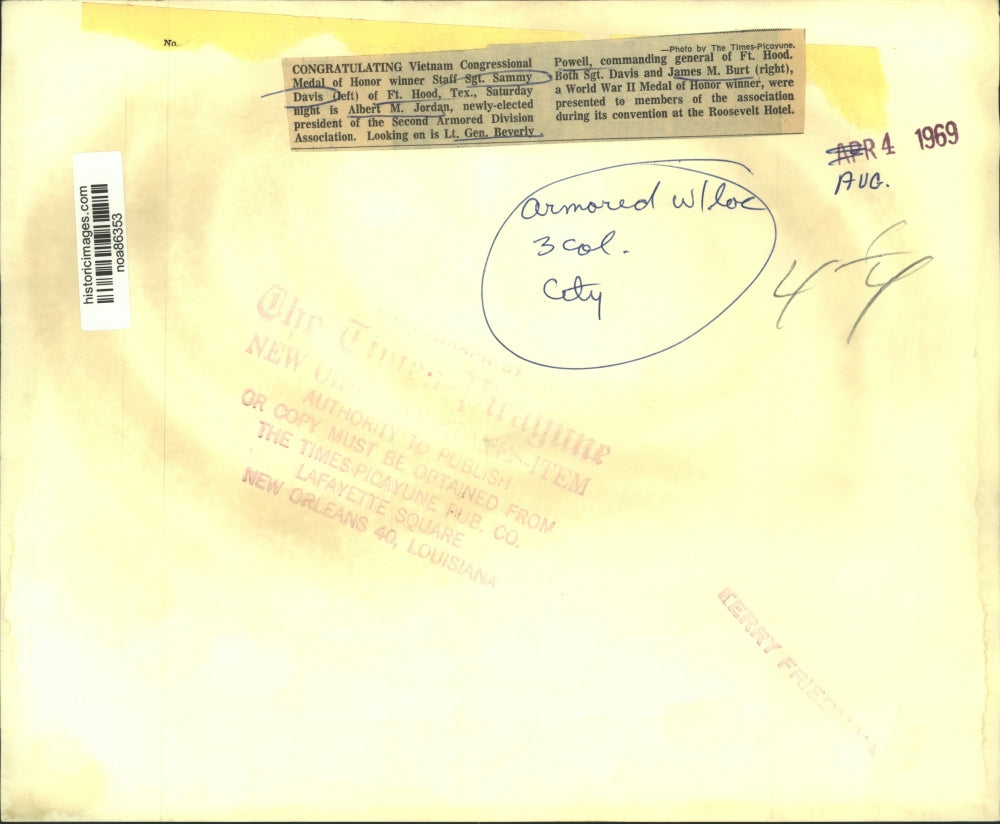 No.
CONGRATULATING Vietnam Congressional
Medal of Honor winner Staff Sgt. Sammy
Davis (left) of Ft. Hood, Tex., Saturday
night is Albert M. Jordan, newly-elected
president of the Second Armored Division
Association. Looking on is Lt. Gen. Beverly
—Photo by The Times-Picayune.
Powell, commanding general of Ft. Hood.
Both Sgt. Davis and James M. Burt (right),
a World War II Medal of Honor winner, were
presented to members of the association
during its convention at the Roosevelt Hotel.
APR 4 1969
AUG.
historicimages.com
noa86353
armored w/loc
3 col.
City
The Times-Picayune
NEW -ITEM
AUTHORITY TO PUBLISH
OR COPY MUST BE OBTAINED FROM
THE TIMES-PICAYUNE PUB. CO.
LAFAYETTE SQUARE
NEW ORLEANS 40, LOUISIANA